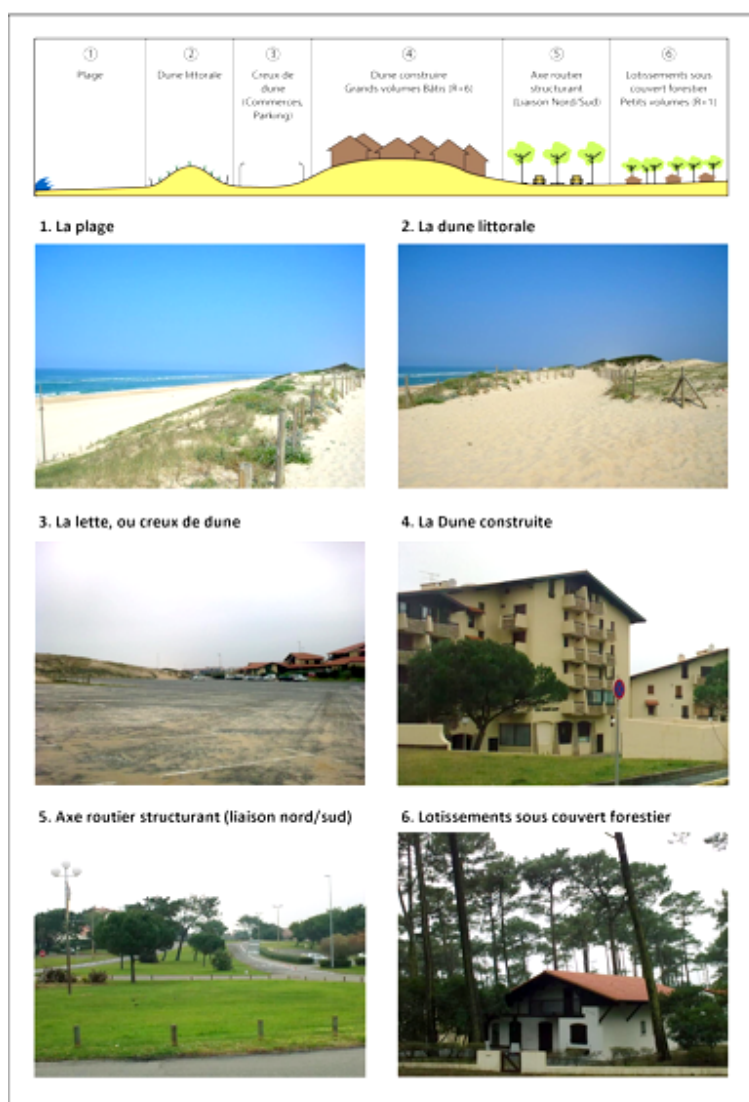 ①
Plage
②
Dune littorale
③
Creux de
dune
(Commerces,
Parking)
④
Dune construire
Grands volumes Bâtis (R+6)
⑤
Axe routier
structurant
(Liaison Nord/Sud)
⑥
Lotissements sous
couvert forestier
Petits volumes (R+1)
1. La plage
2. La dune littorale
3. La lette, ou creux de dune
4. La Dune construite
5. Axe routier structurant (liaison nord/sud)
6. Lotissements sous couvert forestier